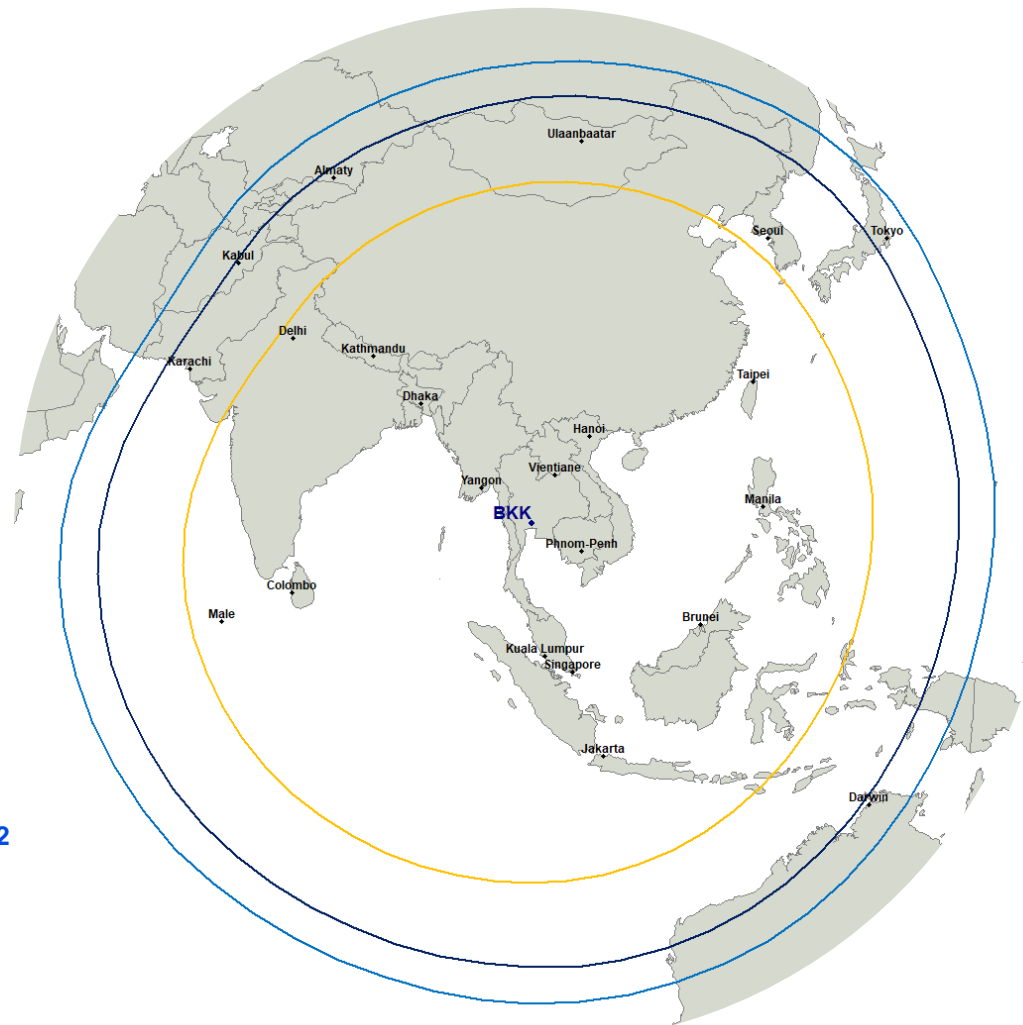 Ulaanbaatar
Almaty
Seoul
Tokyo
Kabul
Delhi
Kathmandu
Karachi
Taipei
Dhaka
Hanoi
Vientiane
Yangon
Manila
BKK
Phnom-Penh
Colombo
Male
Brunei
Kuala Lumpur
Singapore
Jakarta
Darwin
2